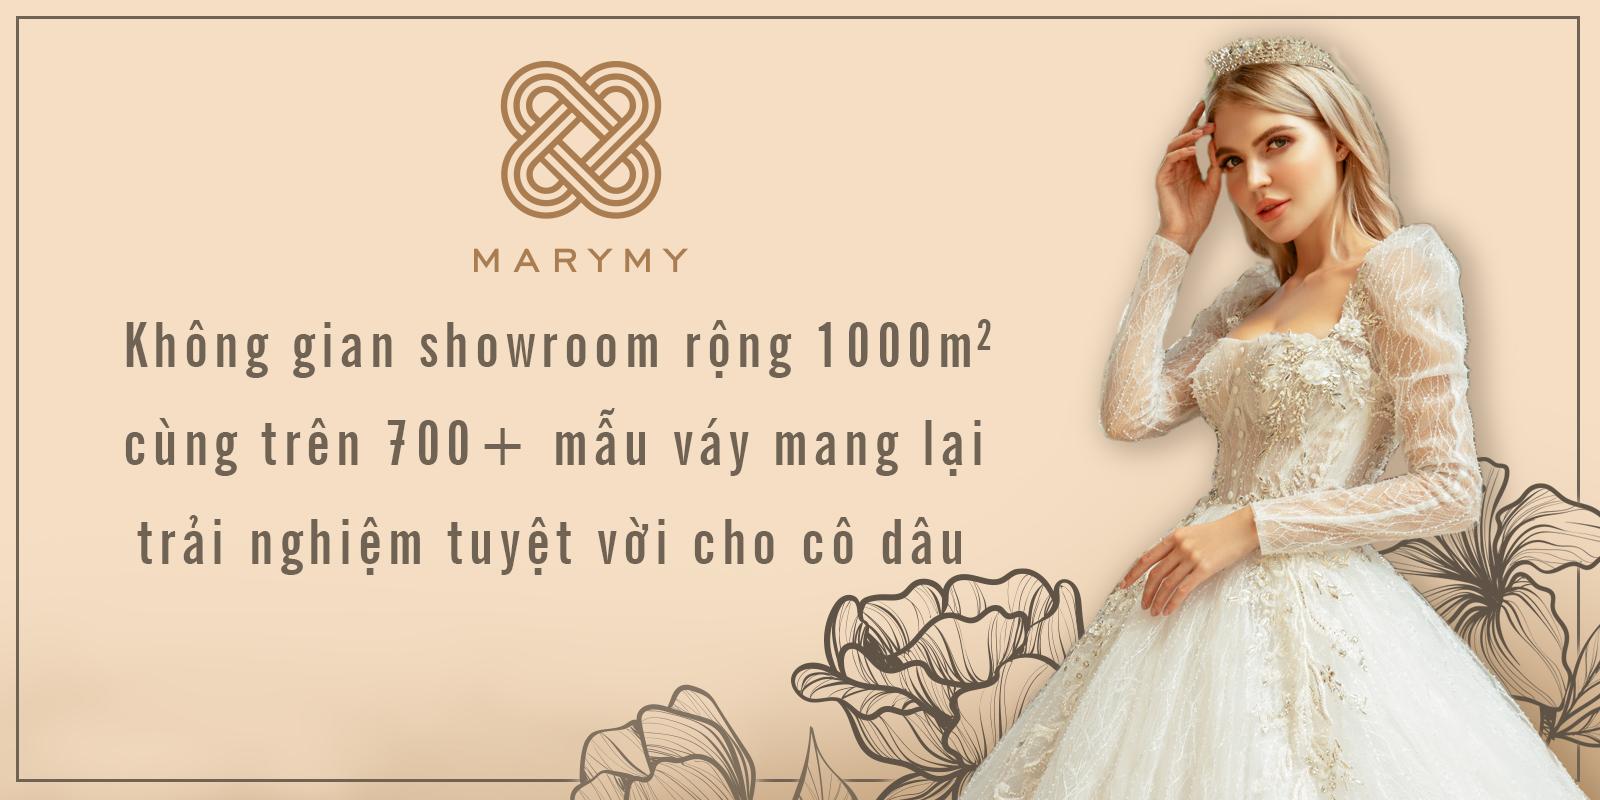 MARYMY
Không gian showroom rộng 1000m²
cùng trên 700+ mẫu váy mang lại
trải nghiệm tuyệt vời cho cô dâu